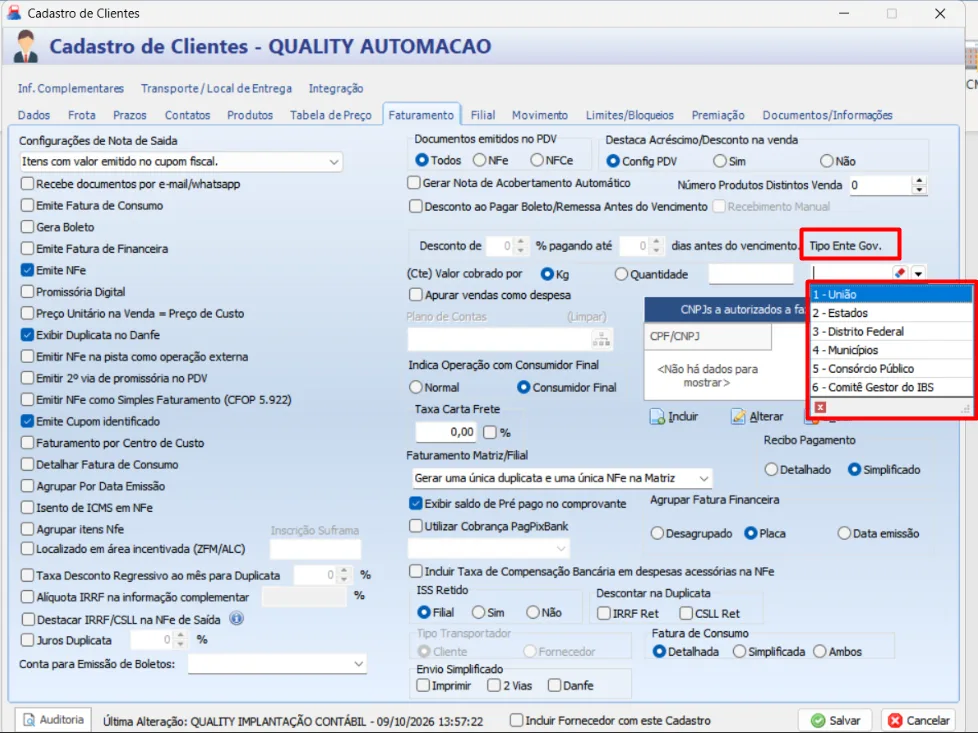 Cadastro de Clientes
Cadastro de Clientes - QUALITY AUTOMACAO
Inf. Complementares Transporte/Local de Entrega Integração
Dados Frota Prazos Contatos Produtos Tabela de Preço Faturamento Filial Movimento Limites/Bloqueios Premiação Documentos/Informações
Configurações de Nota de Saida
Itens com valor emitido no cupom fiscal.
Recebe documentos por e-mail/whatsapp
Emite Fatura de Consumo
Gera Boleto
Emite Fatura de Financeira
Emite NFe
Promissória Digital
Preço Unitário na Venda = Preço de Custo
Exibir Duplicata no Danfe
Emitir NFe na pista como operação externa
Emitir 2º via de promissória no PDV
Emitir NFe como Simples Faturamento (CFOP 5.922)
Emite Cupom identificado
Faturamento por Centro de Custo
Detalhar Fatura de Consumo
Agrupar Por Data Emissão
Isento de ICMS em NFe
Agrupar itens Nfe Inscrição Suframa
Localizado em área incentivada (ZFM/ALC)
Taxa Desconto Regressivo ao mês para Duplicata 0 %
Alíquota IRRF na informação complementar %
Destacar IRRF/CSLL na NFe de Saída
Juros Duplicata 0 %
Conta para Emissão de Boletos:
Documentos emitidos no PDV
Todos NFe NFCe
Destaca Acréscimo/Desconto na venda
Config PDV Sim Não
Gerar Nota de Acobertamento Automático
Número Produtos Distintos Venda 0
Desconto ao Pagar Boleto/Remessa Antes do Vencimento Recebimento Manual
Desconto de 0 % pagando até 0 dias antes do vencimento.
Tipo Ente Gov.
(Cte) Valor cobrado por Kg Quantidade
1 - União
2 - Estados
3 - Distrito Federal
4 - Municípios
5 - Consórcio Público
6 - Comitê Gestor do IBS
Apurar vendas como despesa
Plano de Contas (Limpar)
CNPJs a autorizados a fa
CPF/CNPJ
<Não há dados para
mostrar>
Incluir Alterar
Indica Operação com Consumidor Final
Normal Consumidor Final
Taxa Carta Frete
0,00 %
Recibo Pagamento
Detalhado Simplificado
Faturamento Matriz/Filial
Gerar uma única duplicata e uma única NFe na Matriz
Exibir saldo de Pré pago no comprovante
Agrupar Fatura Financeira
Desagrupado Placa Data emissão
Utilizar Cobrança PagPixBank
Incluir Taxa de Compensação Bancária em despesas acessórias na NFe
ISS Retido
Filial Sim Não
Descontar na Duplicata
IRRF Ret CSLL Ret
Tipo Transportador
Cliente Fornecedor
Fatura de Consumo
Detalhada Simplificada Ambos
Envio Simplificado
Imprimir 2 Vias Danfe
Auditoria Última Alteração: QUALITY IMPLANTAÇÃO CONTÁBIL - 09/10/2026 13:57:22 Incluir Fornecedor com este Cadastro Salvar Cancelar